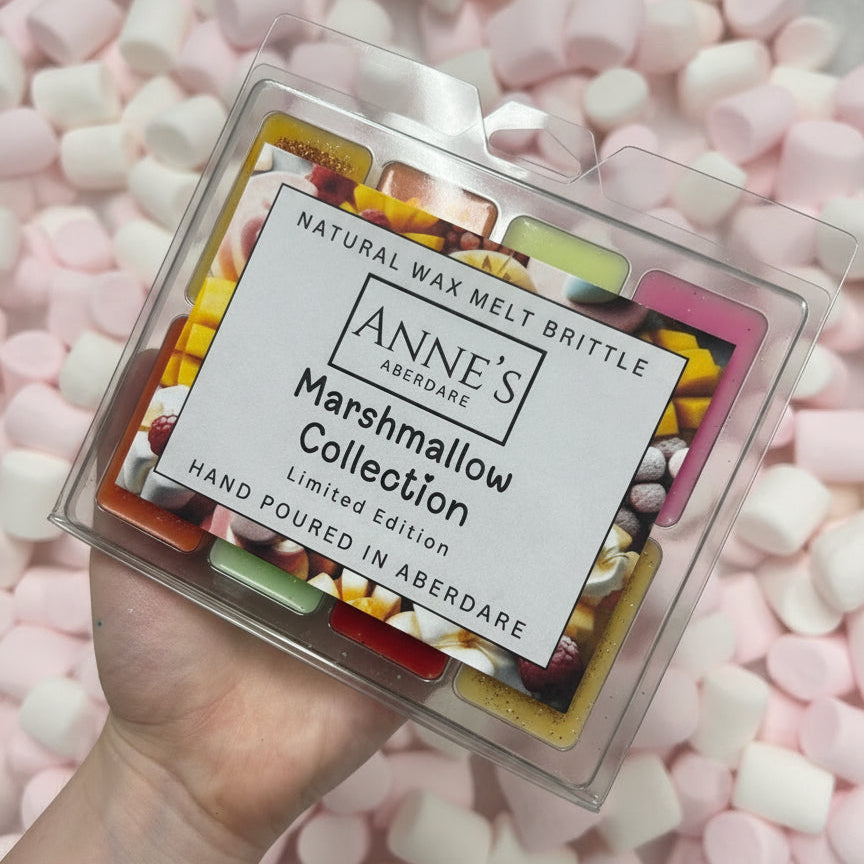 NATURAL WAX MELT BRITTLE
ANNE'S
ABERDARE
Marshmallow
Collection
Limited Edition
HAND POURED IN ABERDARE